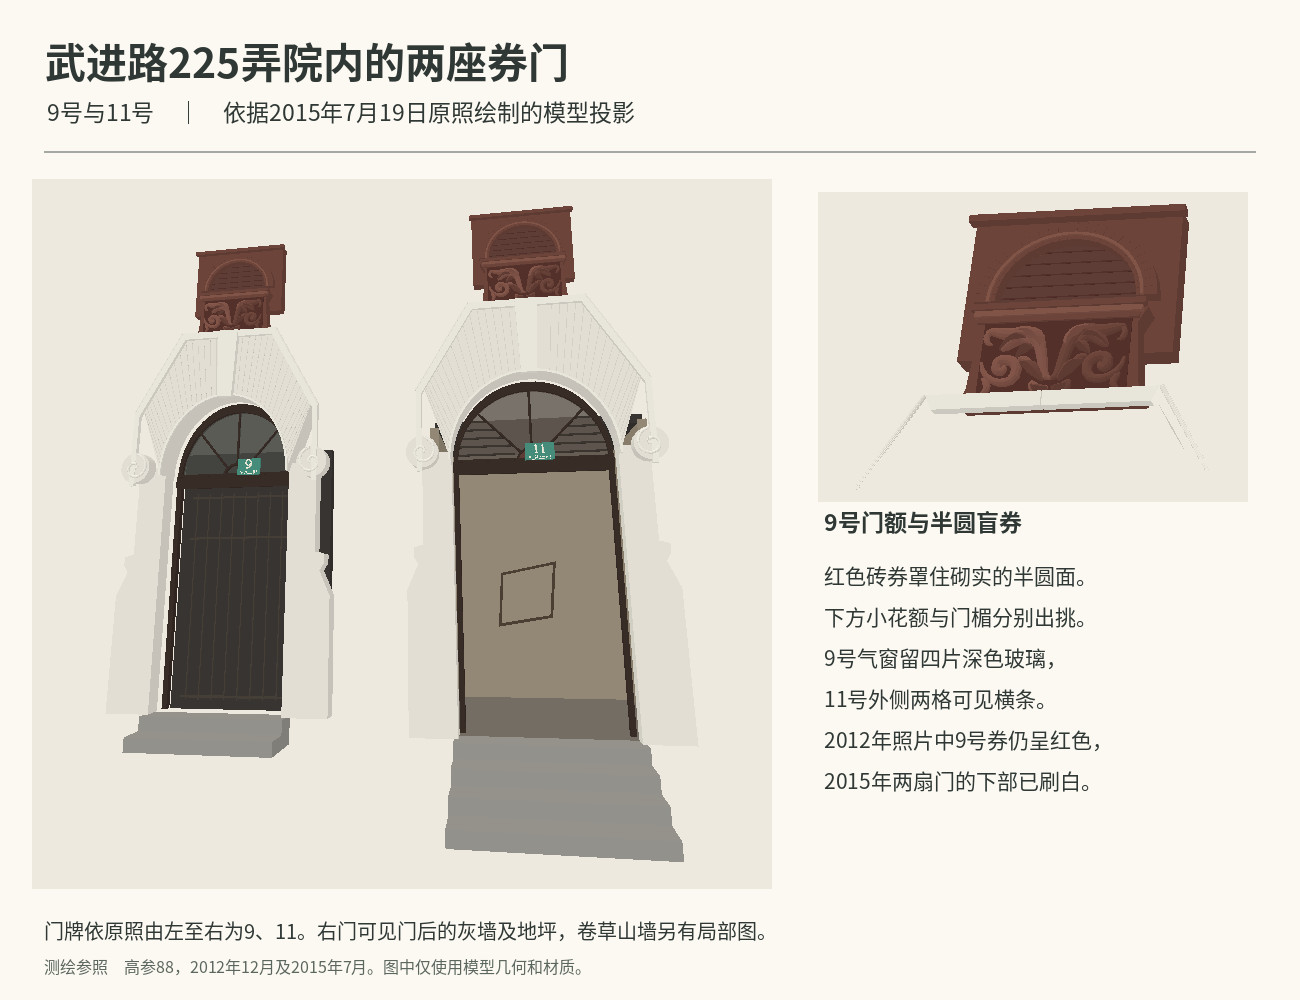 武进路225弄院内的两座券门
9号与11号 ｜ 依据2015年7月19日原照绘制的模型投影
9
11
9号门额与半圆盲券
红色砖券罩住砌实的半圆面。
下方小花额与门楣分别出挑。
9号气窗留四片深色玻璃，
11号外侧两格可见横条。
2012年照片中9号券仍呈红色，
2015年两扇门的下部已刷白。
门牌依原照由左至右为9、11。右门可见门后的灰墙及地坪，卷草山墙另有局部图。
测绘参照 高参88，2012年12月及2015年7月。图中仅使用模型几何和材质。